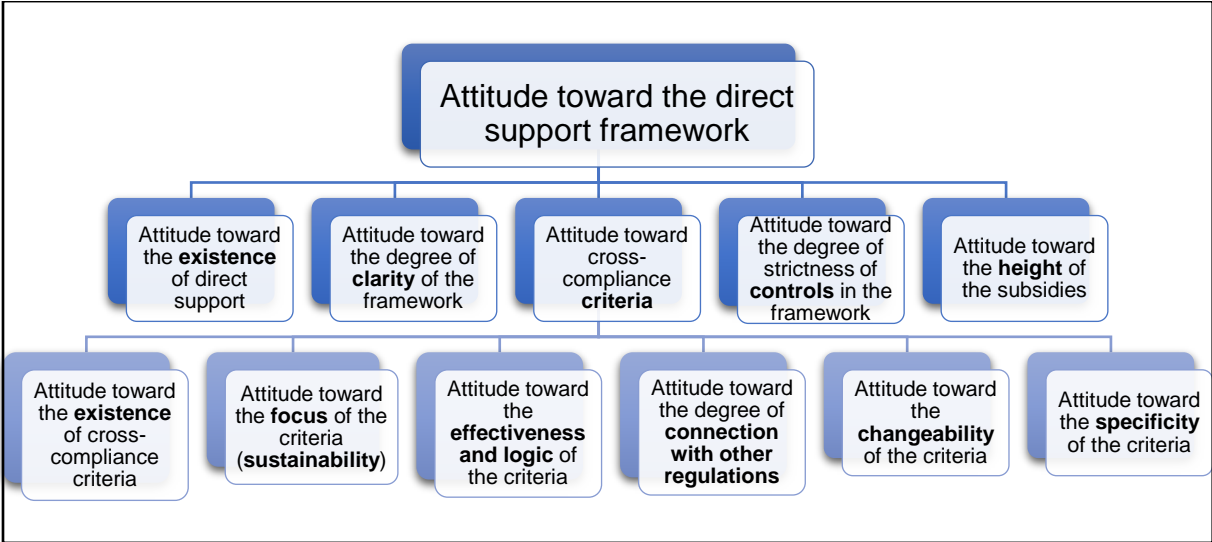 Attitude toward the direct
support framework
Attitude toward
the existence
of direct
support
Attitude toward
the degree of
clarity of the
framework
Attitude toward
cross-
compliance
criteria
Attitude toward
the degree of
strictness of
controls in the
framework
Attitude toward
the height of
the subsidies
Attitude toward
the existence
of cross-
compliance
criteria
Attitude toward
the focus of the
criteria
(sustainability)
Attitude toward
the
effectiveness
and logic of
the criteria
Attitude toward
the degree of
connection
with other
regulations
Attitude toward
the
changeability
of the criteria
Attitude toward
the specificity
of the criteria